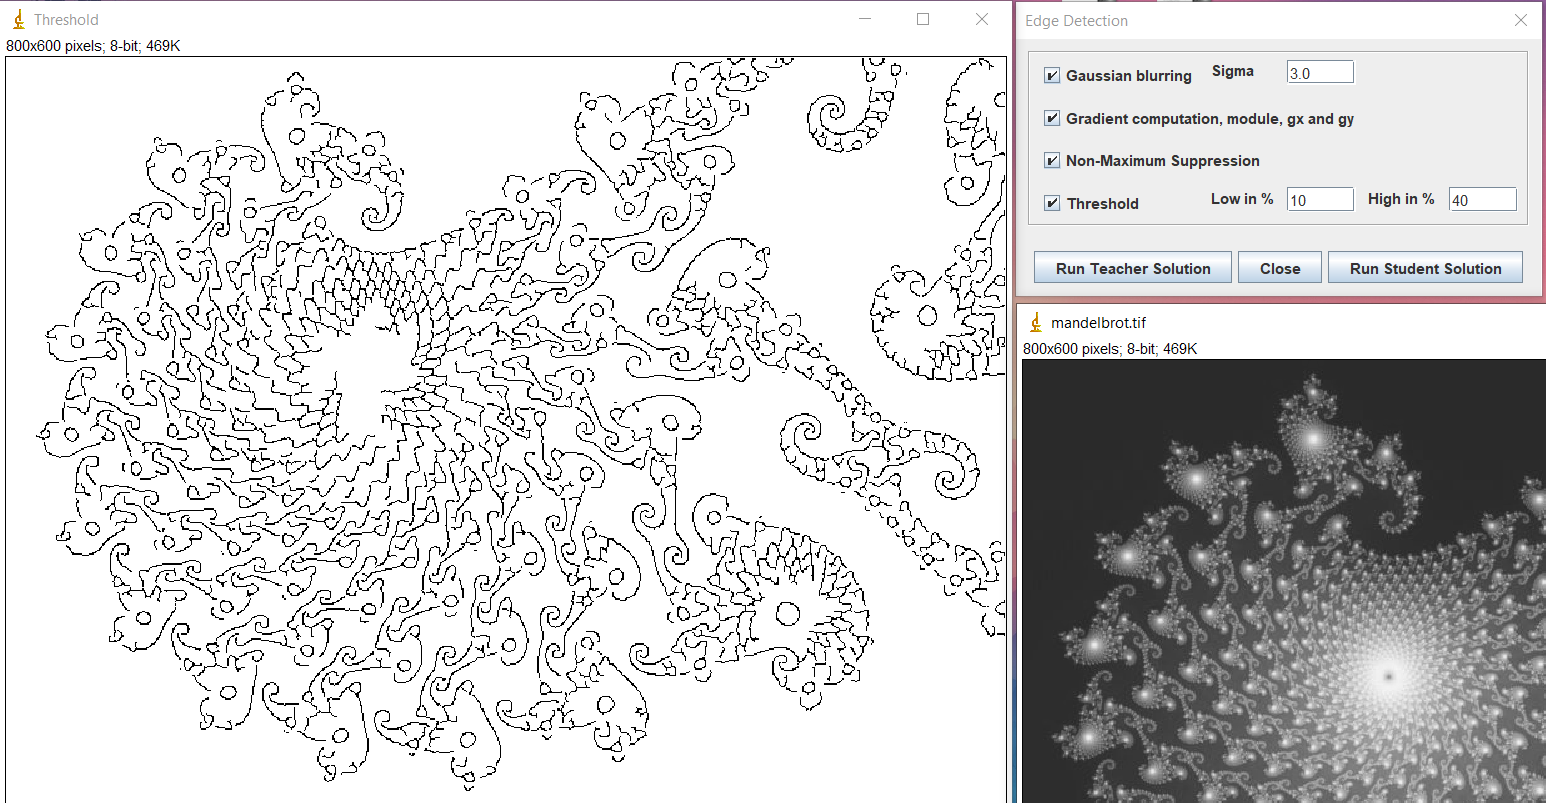 Threshold
800x600 pixels; 8-bit; 469K
Edge Detection
Gaussian blurring Sigma 3.0
Gradient computation, module, gx and gy
Non-Maximum Suppression
Threshold Low in % 10 High in % 40
Run Teacher Solution Close Run Student Solution
mandelbrot.tif
800x600 pixels; 8-bit; 469K